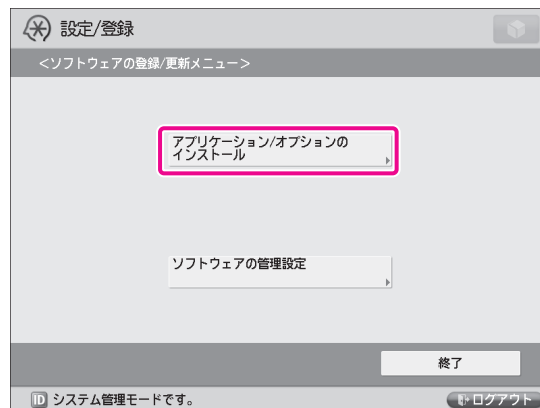 設定/登録
<ソフトウェアの登録/更新メニュー>
アプリケーション/オプションの
インストール
ソフトウェアの管理設定
終了
ID システム管理モードです。
ログアウト